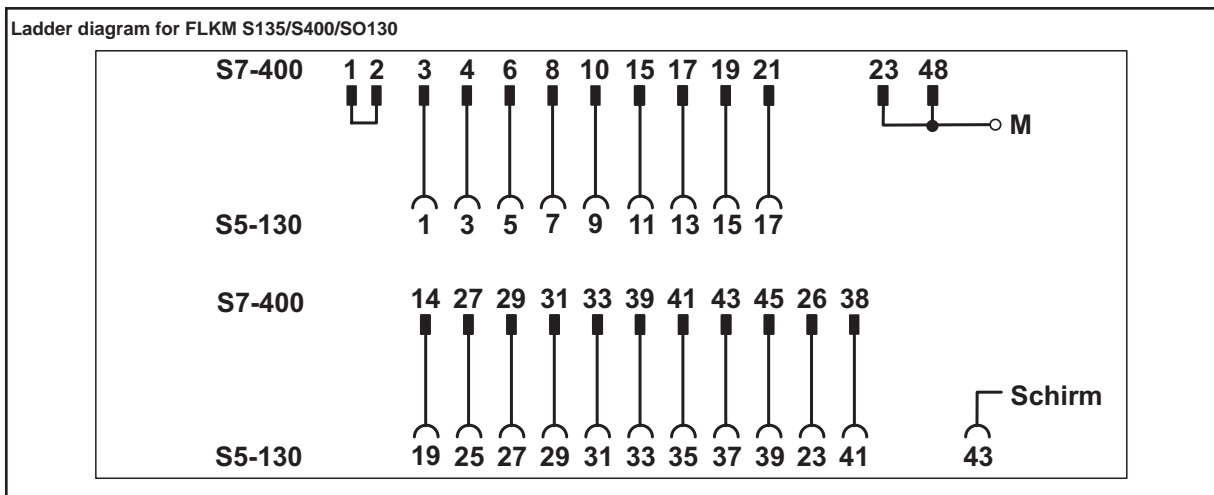 Ladder diagram for FLKM S135/S400/SO130
S7-400 1 2 3 4 6 8 10 15 17 19 21 23 48
M
S5-130 1 3 5 7 9 11 13 15 17
S7-400 14 27 29 31 33 39 41 43 45 26 38
Schirm
S5-130 19 25 27 29 31 33 35 37 39 23 41 43